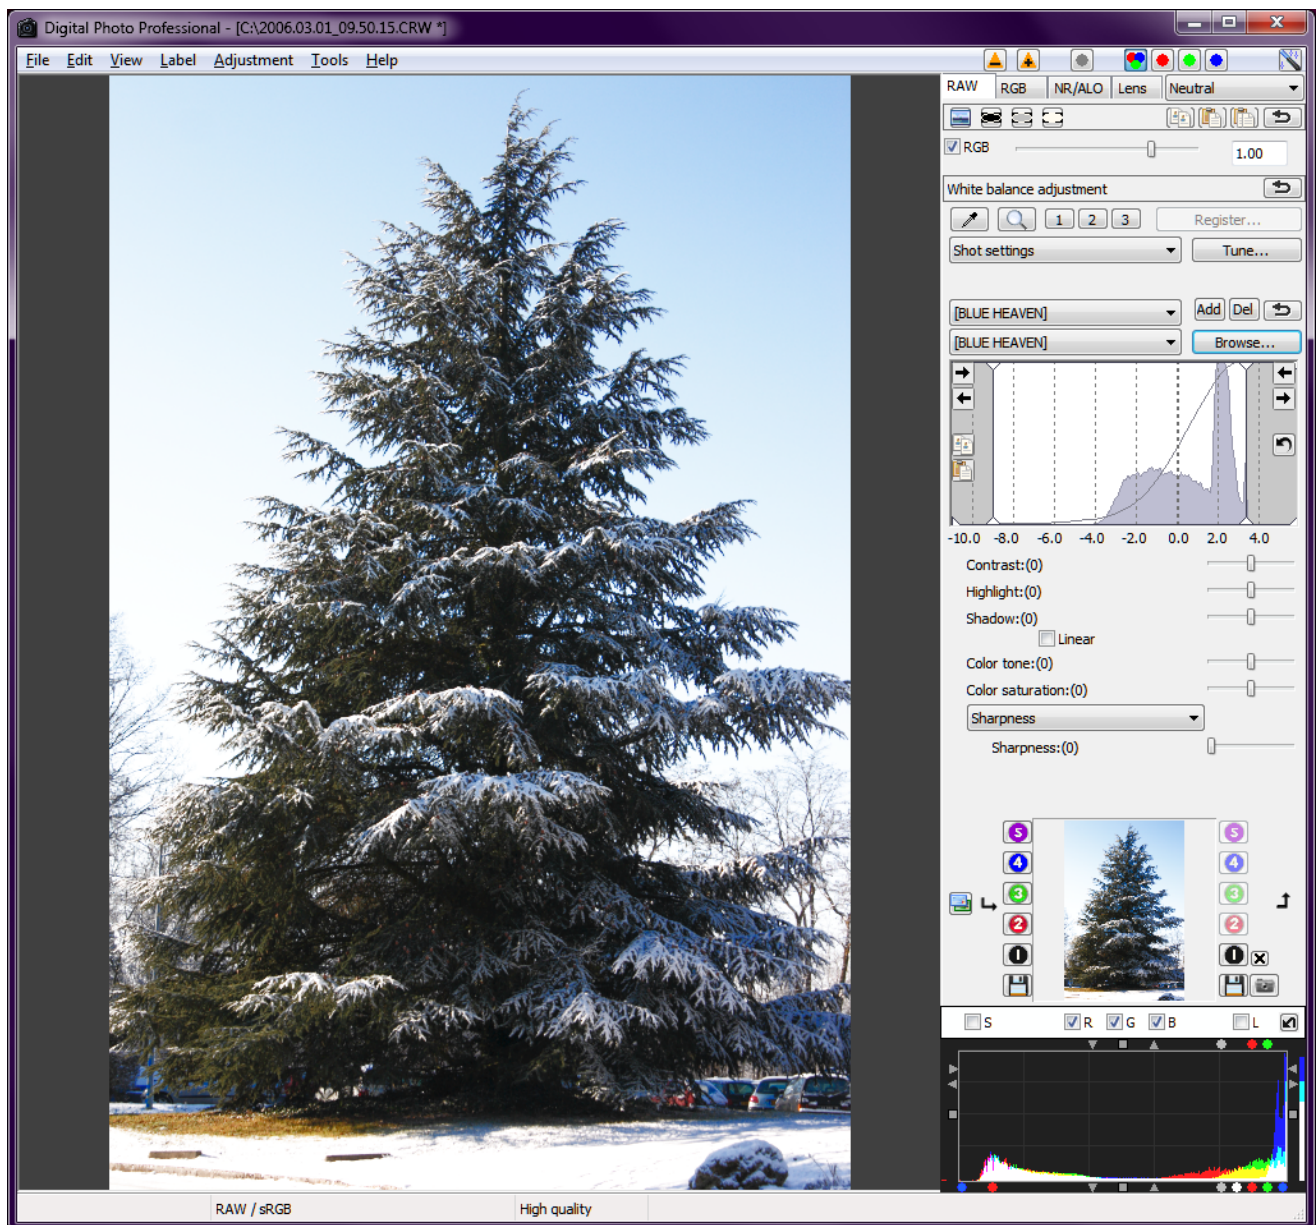 Digital Photo Professional - [C:\2006.03.01_09.50.15.CRW *]
File Edit View Label Adjustment Tools Help
RAW RGB NR/ALO Lens Neutral
RGB 1.00
White balance adjustment
1 2 3 Register...
Shot settings Tune...
[BLUE HEAVEN] Add Del
[BLUE HEAVEN] Browse...
-10.0 -8.0 -6.0 -4.0 -2.0 0.0 2.0 4.0
Contrast:(0)
Highlight:(0)
Shadow:(0)
Linear
Color tone:(0)
Color saturation:(0)
Sharpness
Sharpness:(0)
S S
4 4
3 3
2 2
1 1
S R G B L
RAW / sRGB High quality